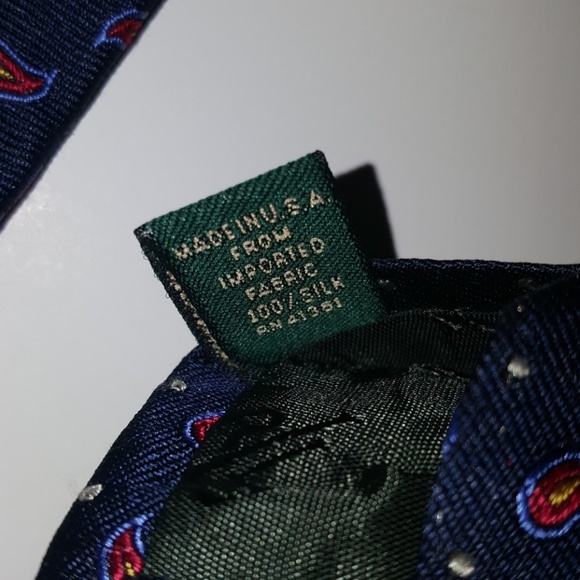 MADE IN U.S.A.
FROM
IMPORTED
FABRIC
100/SILK
RN 41381